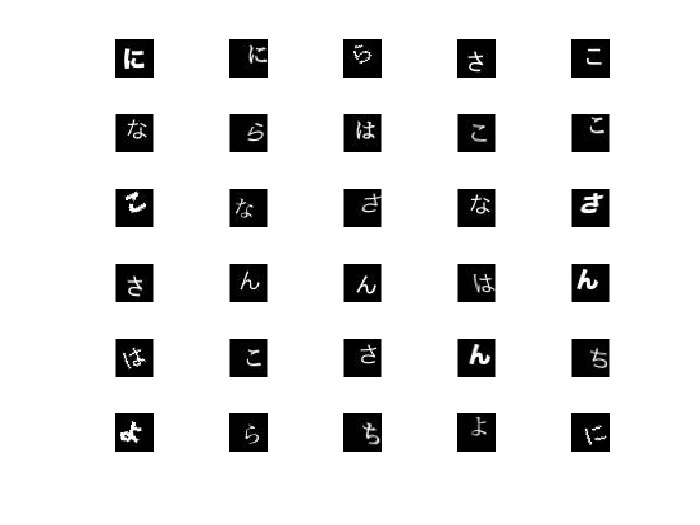 に に ら さ こ
な ら は こ こ
こ な さ な さ
さ ん ん は ん
は こ さ ん ち
よ ら ち よ に